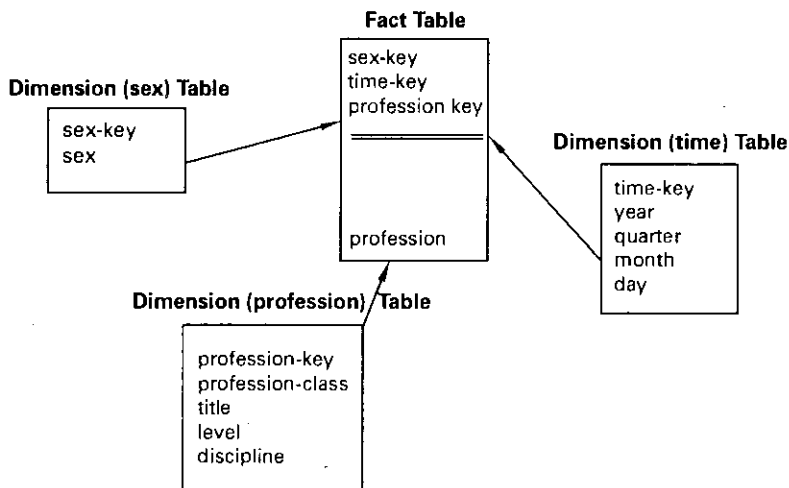 Fact Table
sex-key
time-key
profession key
profession
Dimension (sex) Table
sex-key
sex
Dimension (time) Table
time-key
year
quarter
month
day
Dimension (profession) Table
profession-key
profession-class
title
level
discipline